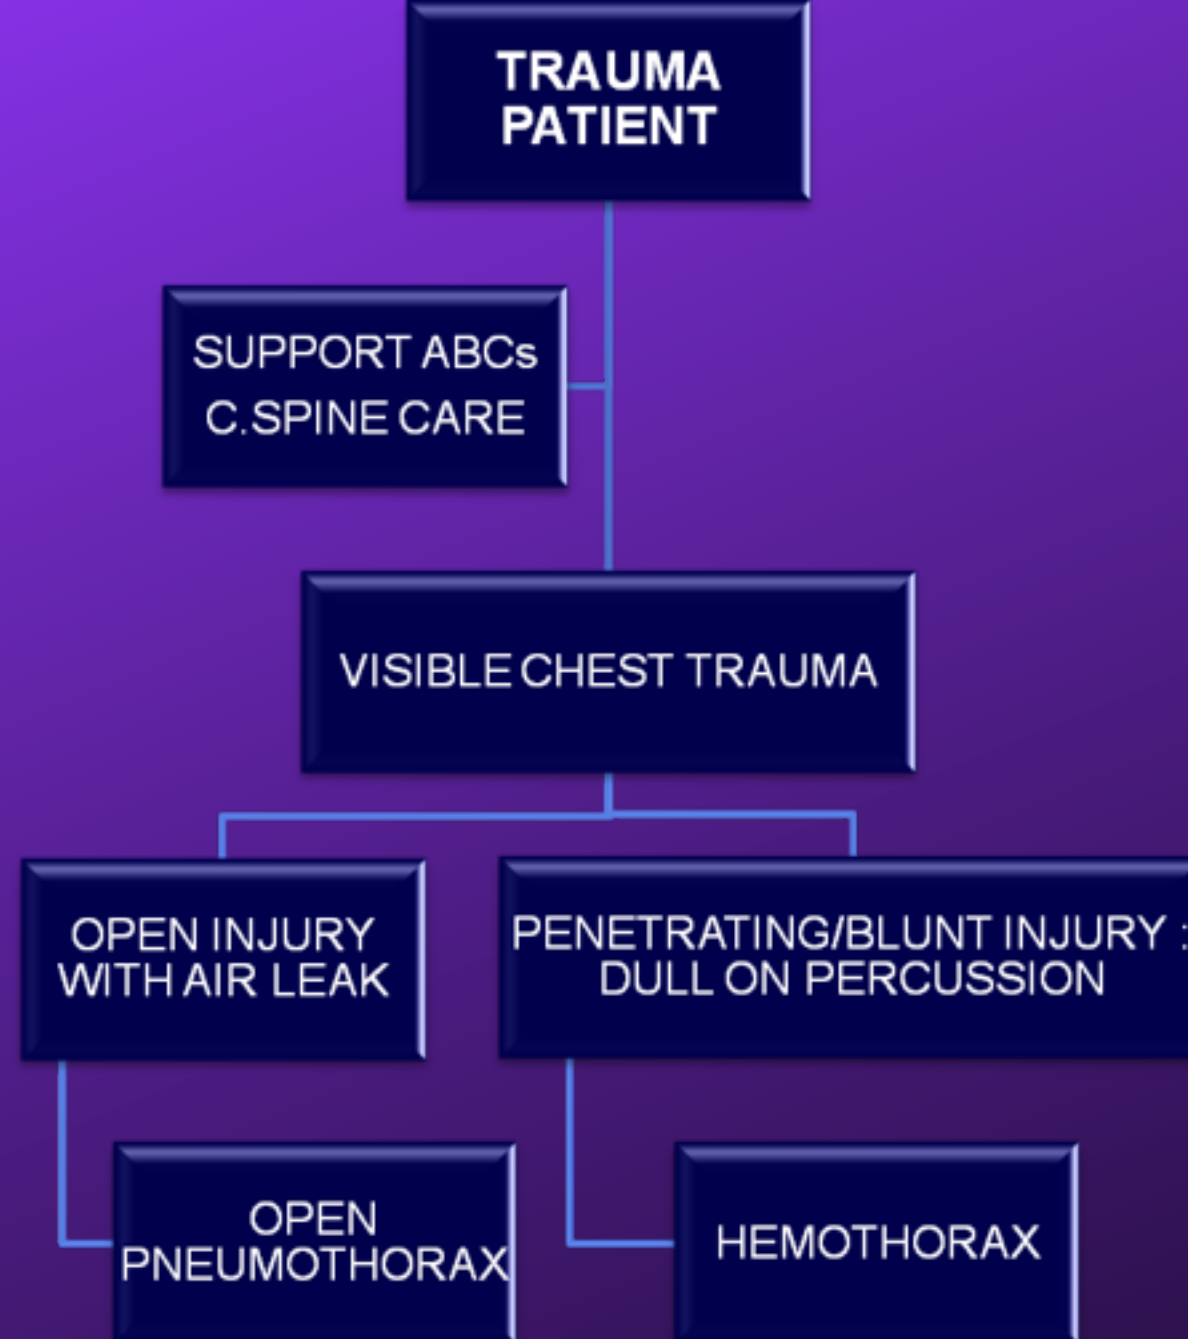 TRAUMA
PATIENT
SUPPORT ABCs
C.SPINE CARE
VISIBLE CHEST TRAUMA
OPEN INJURY
WITH AIR LEAK
PENETRATING/BLUNT INJURY :
DULL ON PERCUSSION
OPEN
PNEUMOTHORAX
HEMOTHORAX